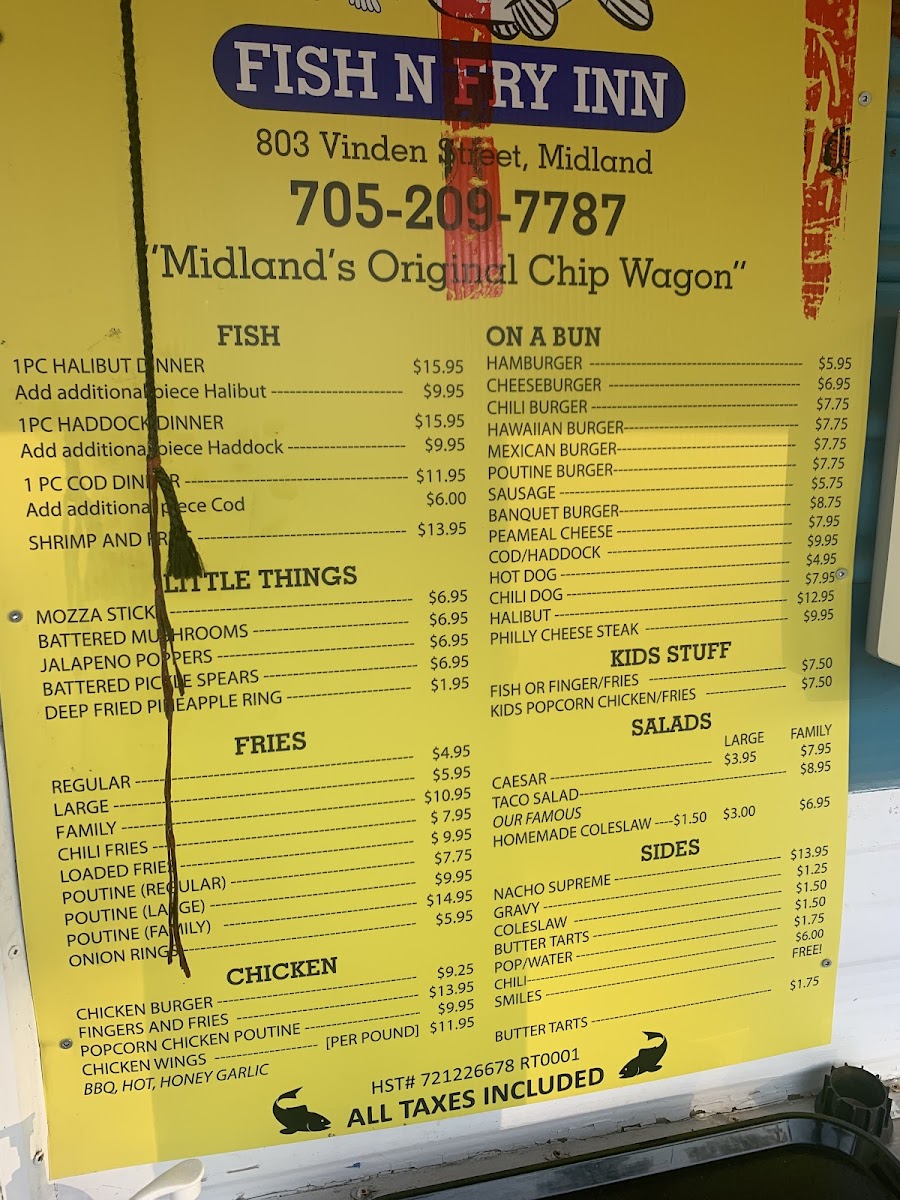 FISH N FRY INN
803 Vinden Street, Midland
705-209-7787
"Midland's Original Chip Wagon"
FISH
1PC HALIBUT DINNER $15.95
Add additional piece Halibut $9.95
1PC HADDOCK DINNER $15.95
Add additional piece Haddock $9.95
1 PC COD DINNER $11.95
Add additional piece Cod $6.00
SHRIMP AND FRIES $13.95
LITTLE THINGS
MOZZA STICK $6.95
BATTERED MUSHROOMS $6.95
JALAPENO POPPERS $6.95
BATTERED PICKLE SPEARS $6.95
DEEP FRIED PINEAPPLE RING $1.95
FRIES
REGULAR $4.95
LARGE $5.95
FAMILY $10.95
CHILI FRIES $ 7.95
LOADED FRIES $ 9.95
POUTINE (REGULAR) $7.75
POUTINE (LARGE) $9.95
POUTINE (FAMILY) $14.95
ONION RINGS $5.95
CHICKEN
CHICKEN BURGER $9.25
FINGERS AND FRIES $13.95
POPCORN CHICKEN POUTINE $9.95
CHICKEN WINGS [PER POUND] $11.95
BBQ, HOT, HONEY GARLIC
ON A BUN
HAMBURGER $5.95
CHEESEBURGER $6.95
CHILI BURGER $7.75
HAWAIIAN BURGER $7.75
MEXICAN BURGER $7.75
POUTINE BURGER $7.75
SAUSAGE $5.75
BANQUET BURGER $8.75
PEAMEAL CHEESE $7.95
COD/HADDOCK $9.95
HOT DOG $4.95
CHILI DOG $7.95
HALIBUT $12.95
PHILLY CHEESE STEAK $9.95
KIDS STUFF
FISH OR FINGER/FRIES $7.50
KIDS POPCORN CHICKEN/FRIES $7.50
SALADS
LARGE FAMILY
CAESAR $3.95 $7.95
TACO SALAD $8.95
OUR FAMOUS
HOMEMADE COLESLAW ----$1.50 $3.00 $6.95
SIDES
NACHO SUPREME $13.95
GRAVY $1.25
COLESLAW $1.50
BUTTER TARTS $1.50
POP/WATER $1.75
CHILI $6.00
SMILES FREE!
BUTTER TARTS $1.75
HST# 721226678 RT0001
ALL TAXES INCLUDED